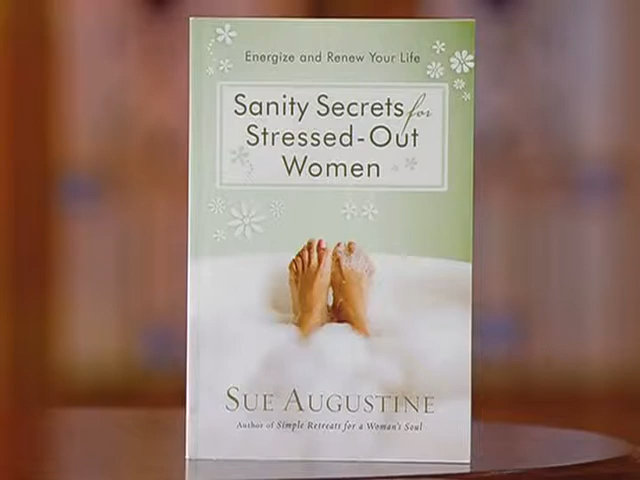 Energize and Renew Your Life
Sanity Secrets for
Stressed-Out
Women
SUE AUGUSTINE
Author of Simple Retreats for a Woman's Soul